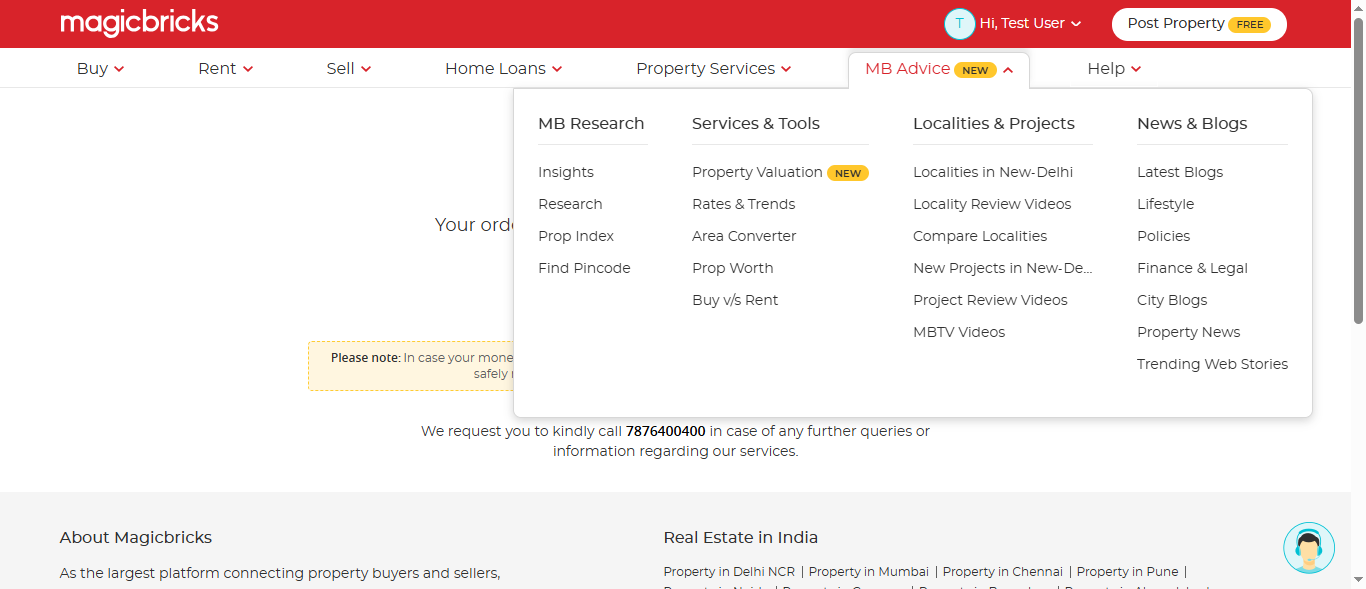 magicbricks
T Hi, Test User
Post Property FREE
Buy Rent Sell Home Loans Property Services MB Advice NEW Help
MB Research
Insights
Research
Prop Index
Find Pincode
Services & Tools
Property Valuation NEW
Rates & Trends
Area Converter
Prop Worth
Buy v/s Rent
Localities & Projects
Localities in New-Delhi
Locality Review Videos
Compare Localities
New Projects in New-De...
Project Review Videos
MBTV Videos
News & Blogs
Latest Blogs
Lifestyle
Policies
Finance & Legal
City Blogs
Property News
Trending Web Stories
Your
Please note: In case your
safely
We request you to kindly call 7876400400 in case of any further queries or
information regarding our services.
About Magicbricks
As the largest platform connecting property buyers and sellers,
Real Estate in India
Property in Delhi NCR | Property in Mumbai | Property in Chennai | Property in Pune |